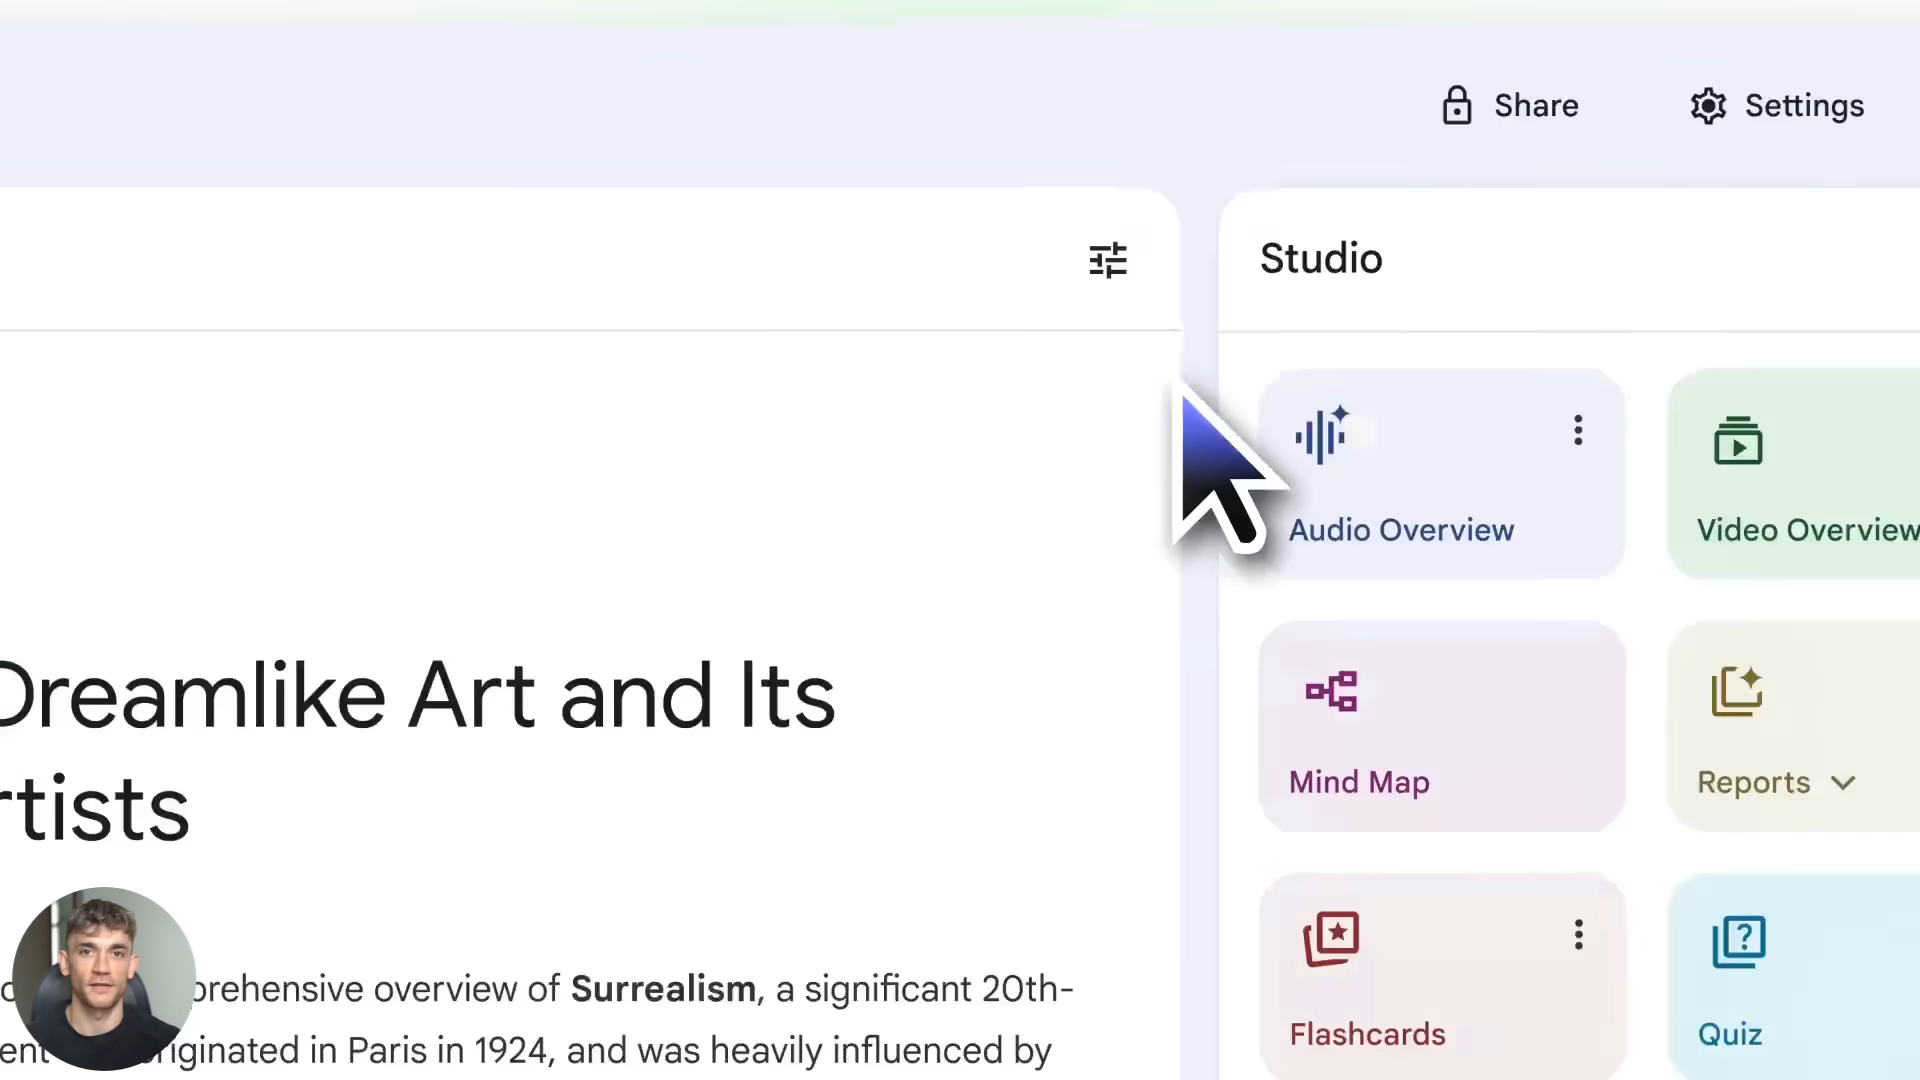 Share
Settings
Studio
Audio Overview
Video Overview
Dreamlike Art and Its
rtists
Mind Map
Reports
prehensive overview of Surrealism, a significant 20th-
ent
riginated in Paris in 1924, and was heavily influenced by
Flashcards
Quiz